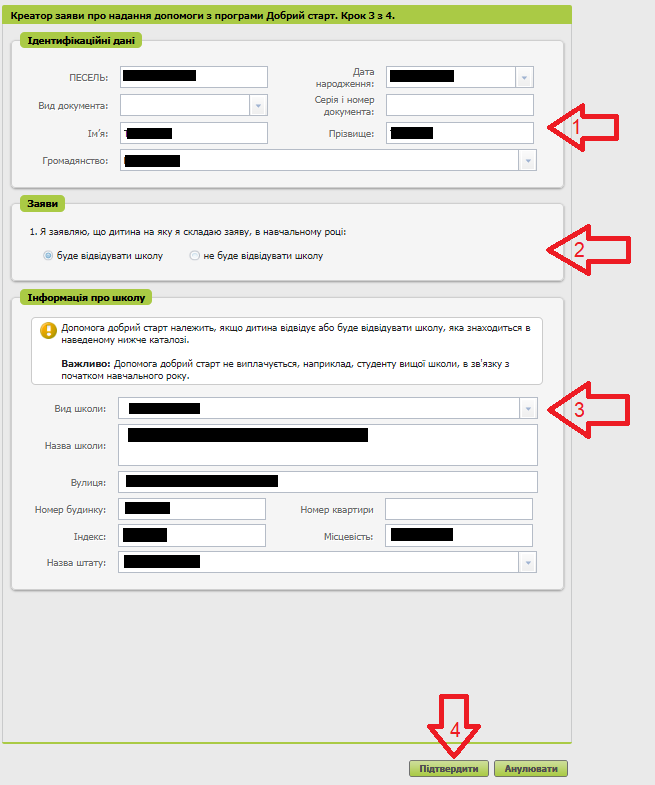 Креатор заяви про надання допомоги з програми Добрий старт. Крок 3 з 4.
Ідентифікаційні дані
ПЕСЕЛЬ:
Дата народження:
Вид документа:
Серія і номер документа:
1
Ім'я:
Прізвище:
Громадянство:
Заяви
1. Я заявляю, що дитина на яку я складаю заяву, в навчальному році:
2
буде відвідувати школу
не буде відвідувати школу
Інформація про школу
Допомога добрий старт належить, якщо дитина відвідує або буде відвідувати школу, яка знаходиться в
наведеному нижче каталозі.
Важливо: Допомога добрий старт не виплачується, наприклад, студенту вищої школи, в зв'язку з
початком навчального року.
Вид школи:
3
Назва школи:
Вулиця:
Номер будинку:
Номер квартири
Індекс:
Місцевість:
Назва штату:
4
Підтвердити
Анулювати